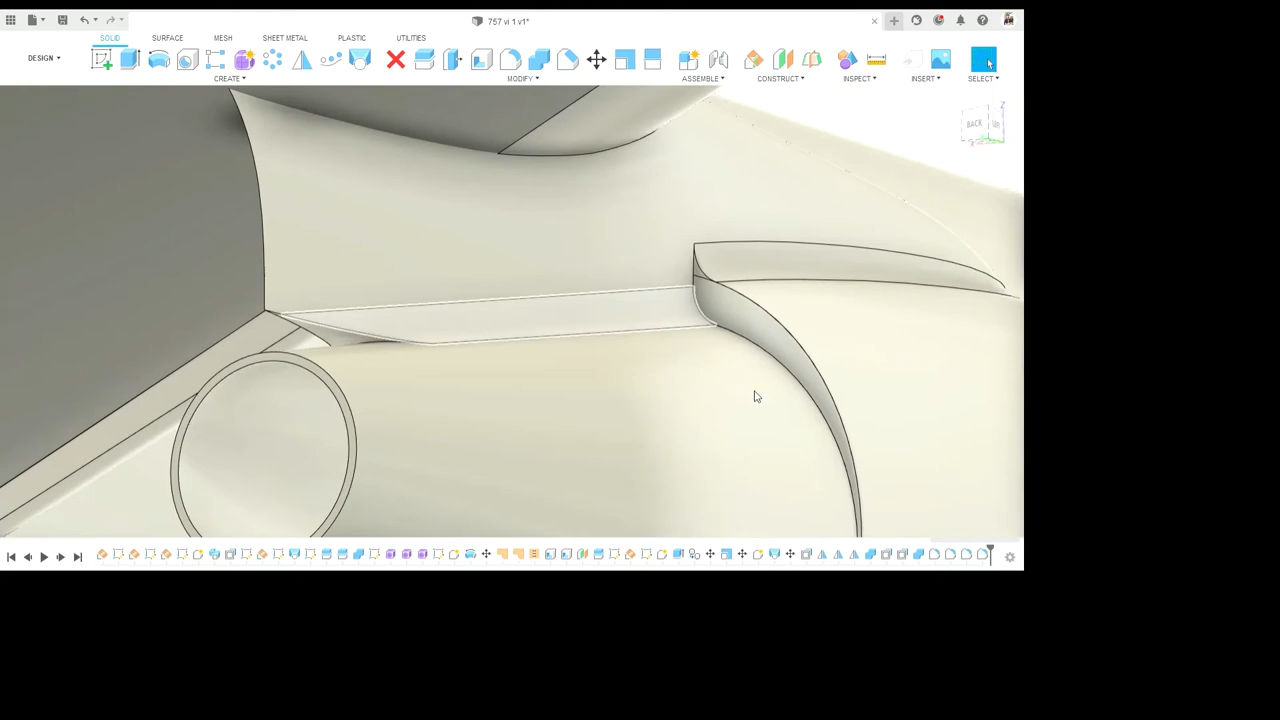 757 vi 1 v1*
SOLID SURFACE MESH SHEET METAL PLASTIC UTILITIES
DESIGN
CREATE MODIFY ASSEMBLE CONSTRUCT INSPECT INSERT SELECT
Z
BACK